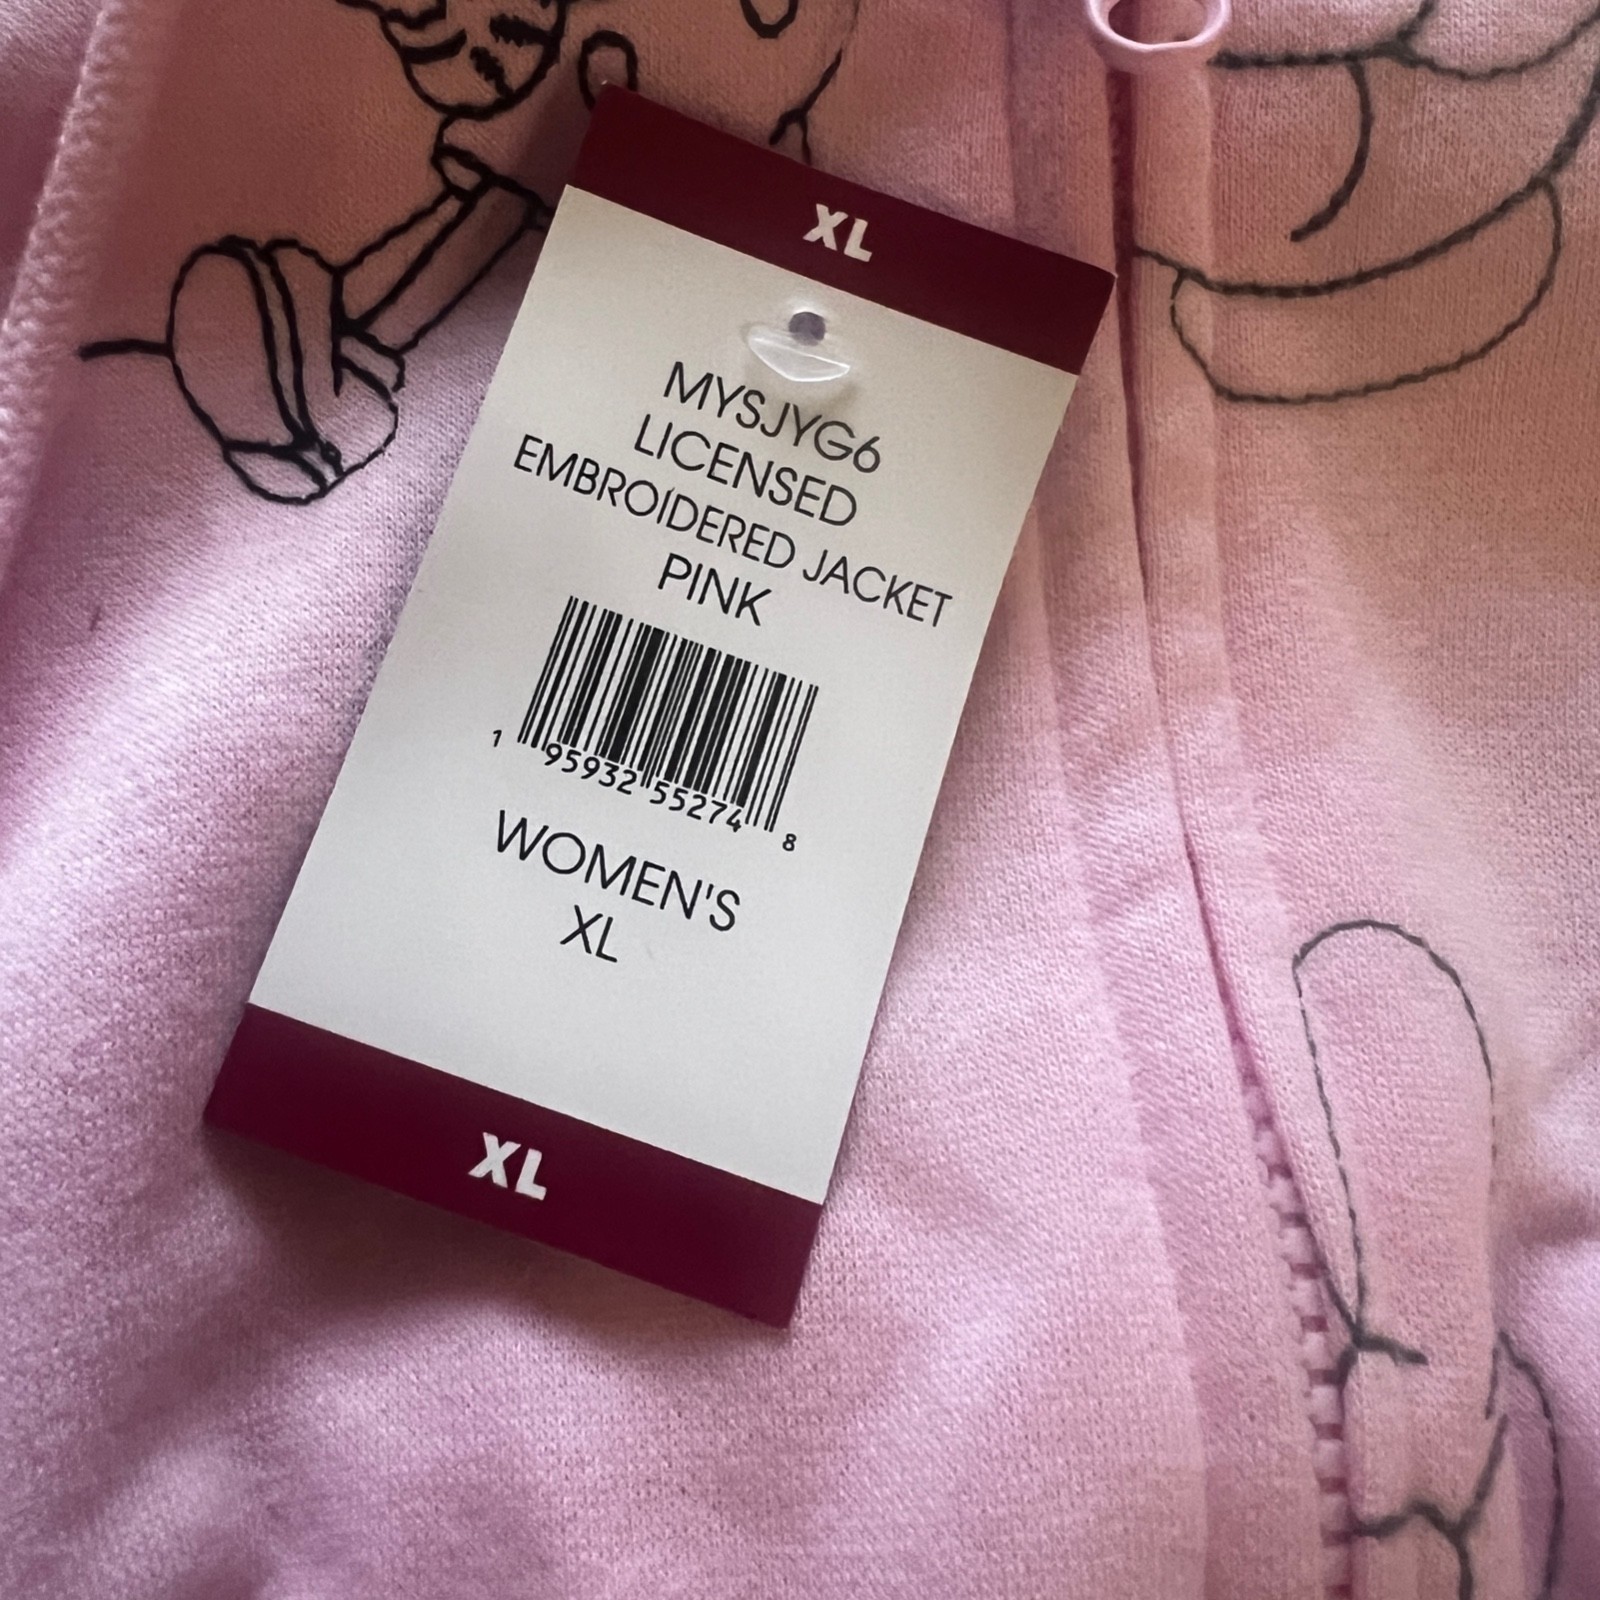 XL
MYSJYG6
LICENSED
EMBROIDERED JACKET
PINK
1 95932 55274 8
WOMEN'S
XL
XL